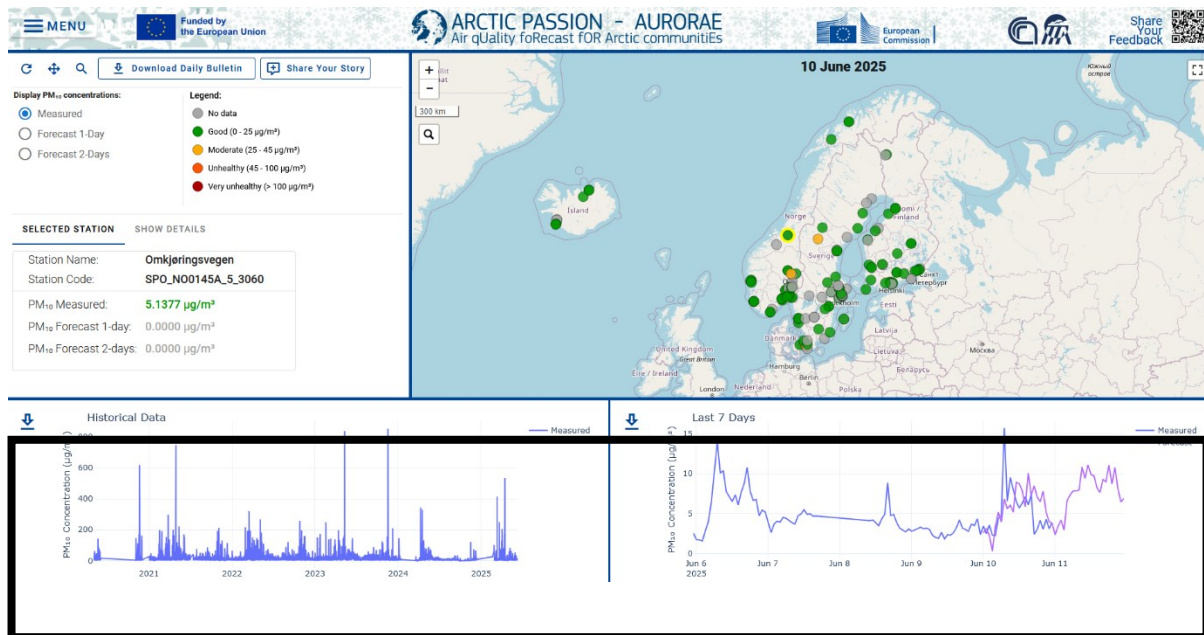 MENU
Funded by
the European Union
ARCTIC PASSION - AURORAE
Air qUality foRecast fOR Arctic communitiEs
European
Commission
Share
Your
Feedback
Download Daily Bulletin
Share Your Story
Display PM₁₀ concentrations:
Measured
Forecast 1-Day
Forecast 2-Days
Legend:
No data
Good (0 - 25 µg/m³)
Moderate (25 - 45 µg/m³)
Unhealthy (45 - 100 µg/m³)
Very unhealthy (> 100 µg/m³)
SELECTED STATION
SHOW DETAILS
Station Name: Omkjøringsvegen
Station Code: SPO_NO0145A_5_3060
PM₁₀ Measured: 5.1377 µg/m³
PM₁₀ Forecast 1-day: 0.0000 µg/m³
PM₁₀ Forecast 2-days: 0.0000 µg/m³
10 June 2025
+
−
300 km
Южный
остров
Ísland
Norge
Suomi /
Finland
Sverige
Helsinki
Eesti
Latvija
Lietuva
Беларусь
Москва
Danmark
United Kingdom
Great Britain
Éire / Ireland
London
Nederland
Hamburg
Berlin
Polska
Historical Data
Measured
PM₁₀ Concentration (µg/m³)
800
600
400
200
0
2021
2022
2023
2024
2025
Last 7 Days
Measured
Forecast
PM₁₀ Concentration (µg/m³)
15
10
5
0
Jun 6
2025
Jun 7
Jun 8
Jun 9
Jun 10
Jun 11